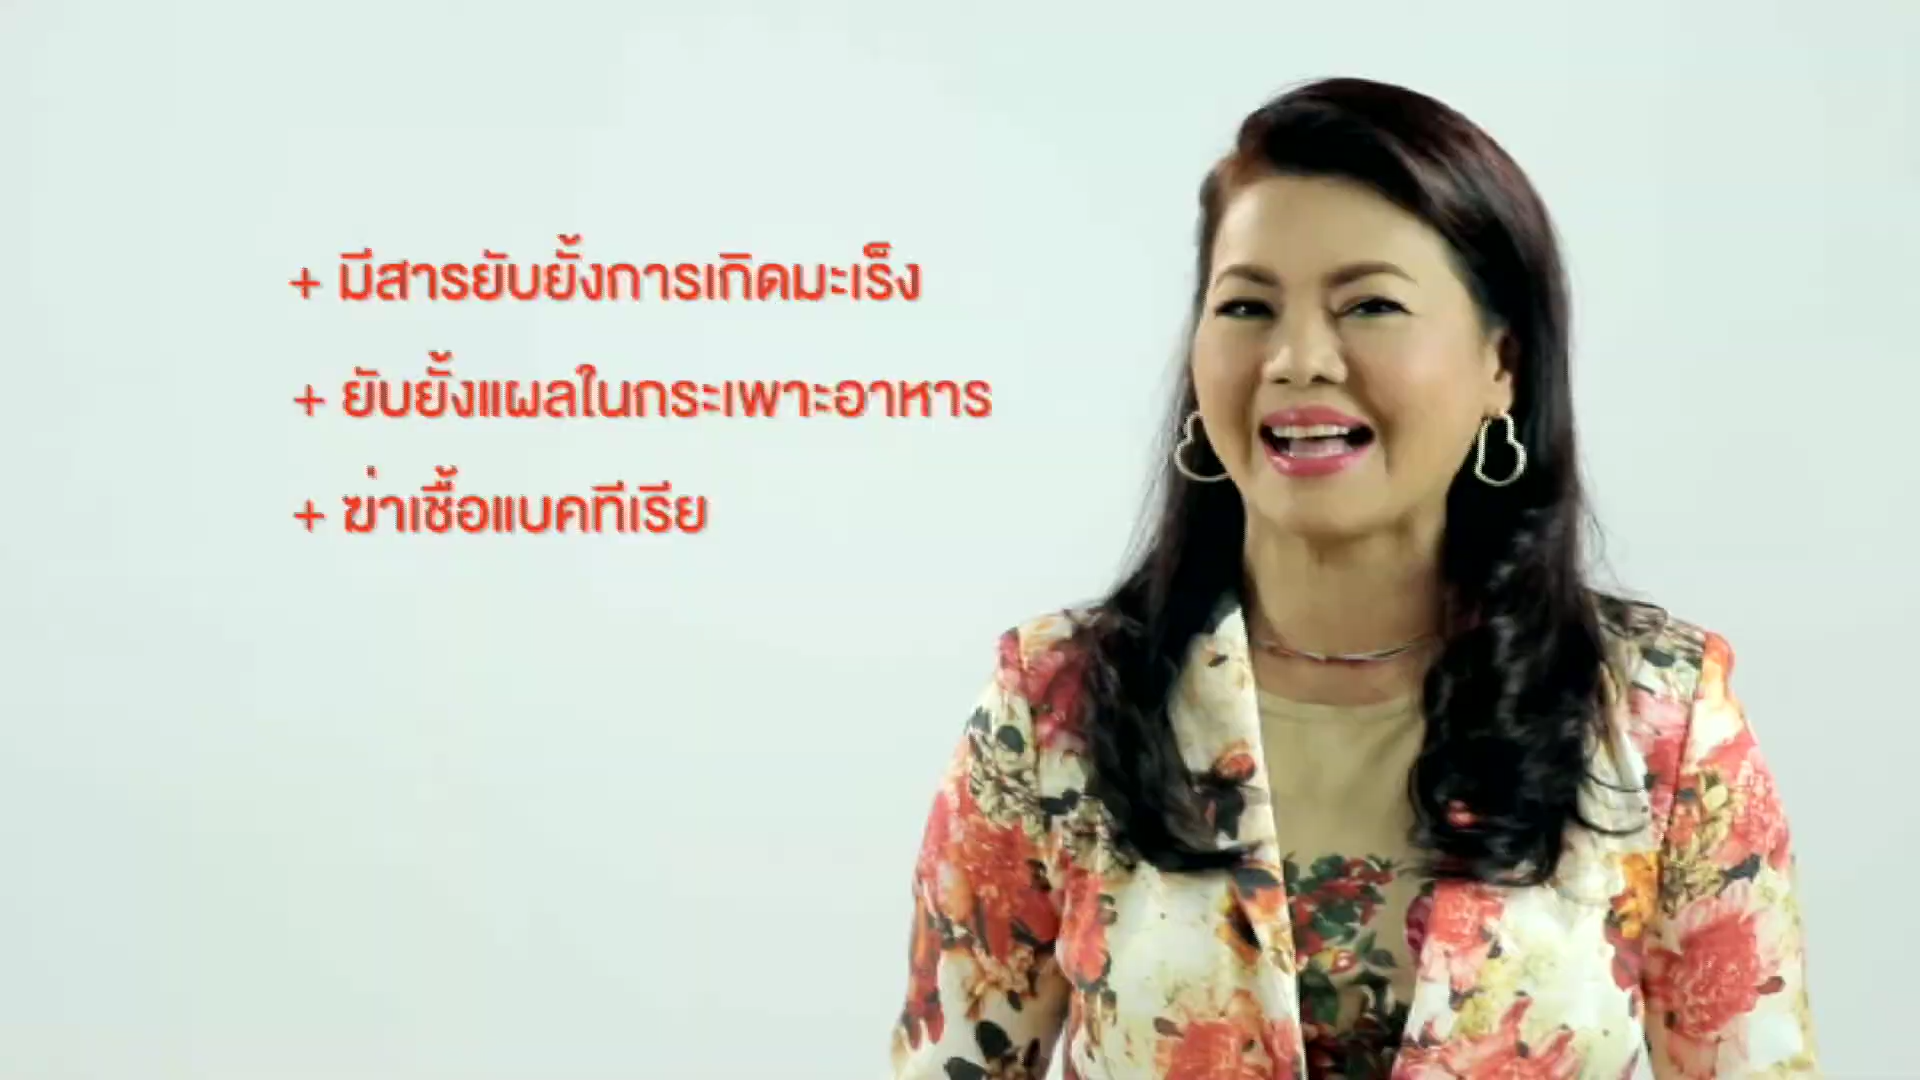 + มีสารยับยั้งการเกิดมะเร็ง
+ ยับยั้งแผลในกระเพาะอาหาร
+ ฆ่าเชื้อแบคทีเรีย